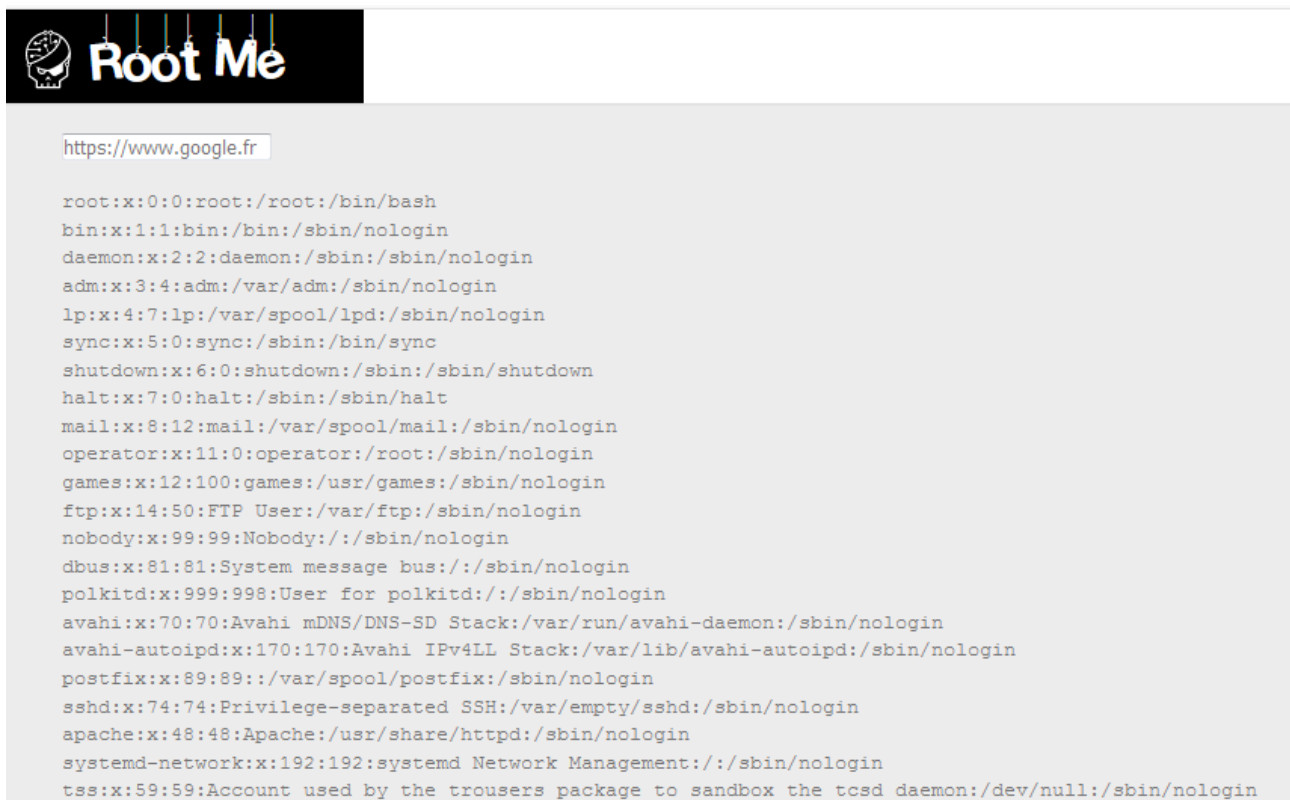 Root Me
https://www.google.fr
root:x:0:0:root:/root:/bin/bash
bin:x:1:1:bin:/bin:/sbin/nologin
daemon:x:2:2:daemon:/sbin:/sbin/nologin
adm:x:3:4:adm:/var/adm:/sbin/nologin
lp:x:4:7:lp:/var/spool/lpd:/sbin/nologin
sync:x:5:0:sync:/sbin:/bin/sync
shutdown:x:6:0:shutdown:/sbin:/sbin/shutdown
halt:x:7:0:halt:/sbin:/sbin/halt
mail:x:8:12:mail:/var/spool/mail:/sbin/nologin
operator:x:11:0:operator:/root:/sbin/nologin
games:x:12:100:games:/usr/games:/sbin/nologin
ftp:x:14:50:FTP User:/var/ftp:/sbin/nologin
nobody:x:99:99:Nobody:/:/sbin/nologin
dbus:x:81:81:System message bus:/:/sbin/nologin
polkitd:x:999:998:User for polkitd:/:/sbin/nologin
avahi:x:70:70:Avahi mDNS/DNS-SD Stack:/var/run/avahi-daemon:/sbin/nologin
avahi-autoipd:x:170:170:Avahi IPv4LL Stack:/var/lib/avahi-autoipd:/sbin/nologin
postfix:x:89:89::/var/spool/postfix:/sbin/nologin
sshd:x:74:74:Privilege-separated SSH:/var/empty/sshd:/sbin/nologin
apache:x:48:48:Apache:/usr/share/httpd:/sbin/nologin
systemd-network:x:192:192:systemd Network Management:/:/sbin/nologin
tss:x:59:59:Account used by the trousers package to sandbox the tcsd daemon:/dev/null:/sbin/nologin